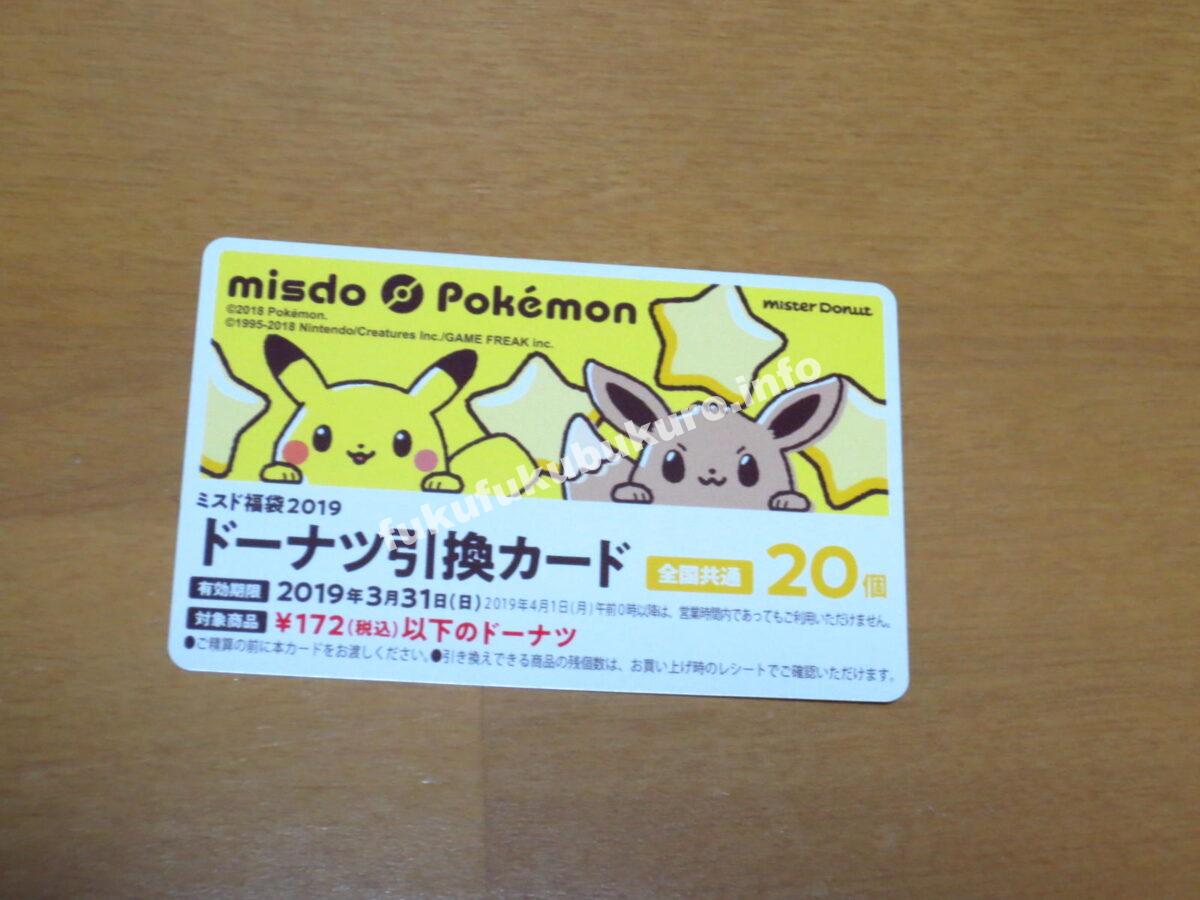 misdo Pokémon
mister Donut
©2018 Pokémon.
©1995-2018 Nintendo/Creatures Inc./GAME FREAK inc.
fukufukubukuro.info
ミスド福袋2019
ドーナツ引換カード 全国共通 20個
有効期限 2019年3月31日(日) 2019年4月1日(月)午前0時以降は、営業時間内であってもご利用いただけません。
対象商品 ¥172(税込)以下のドーナツ
●ご精算の前に本カードをお渡しください。●引き換えできる商品の残個数は、お買い上げ時のレシートでご確認いただけます。